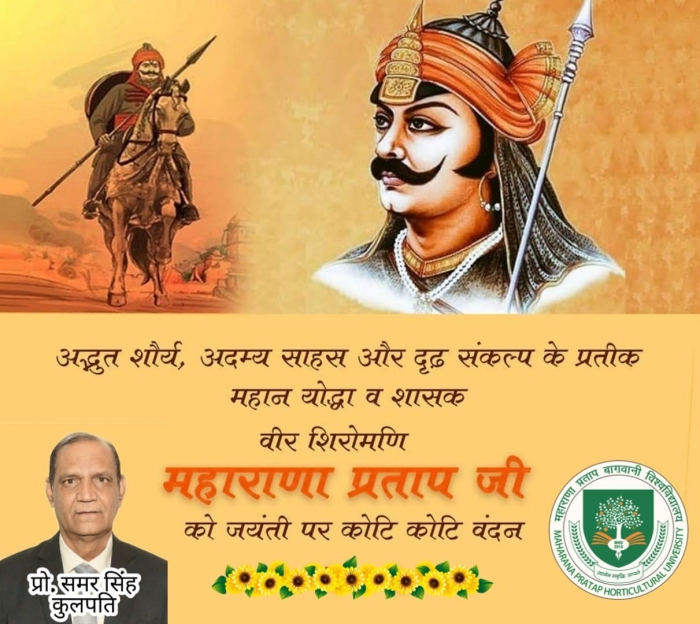 अद्भुत शौर्य, अदम्य साहस और दृढ़ संकल्प के प्रतीक
महान योद्धा व शासक
वीर शिरोमणि
महाराणा प्रताप जी
को जयंती पर कोटि कोटि वंदन
प्रो. समर सिंह
कुलपति
महाराणा प्रताप बागवानी विश्वविद्यालय
MAHARANA PRATAP HORTICULTURAL UNIVERSITY